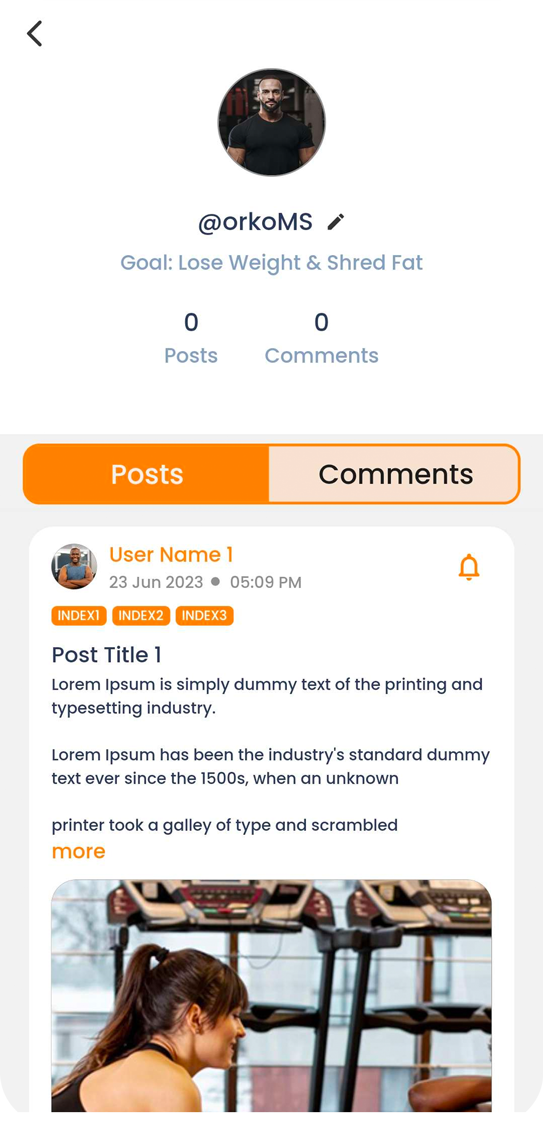 @orkoMS
Goal: Lose Weight & Shred Fat
0 0
Posts Comments
Posts Comments
User Name 1
23 Jun 2023 ● 05:09 PM
INDEX1 INDEX2 INDEX3
Post Title 1
Lorem Ipsum is simply dummy text of the printing and
typesetting industry.
Lorem Ipsum has been the industry's standard dummy
text ever since the 1500s, when an unknown
printer took a galley of type and scrambled
more